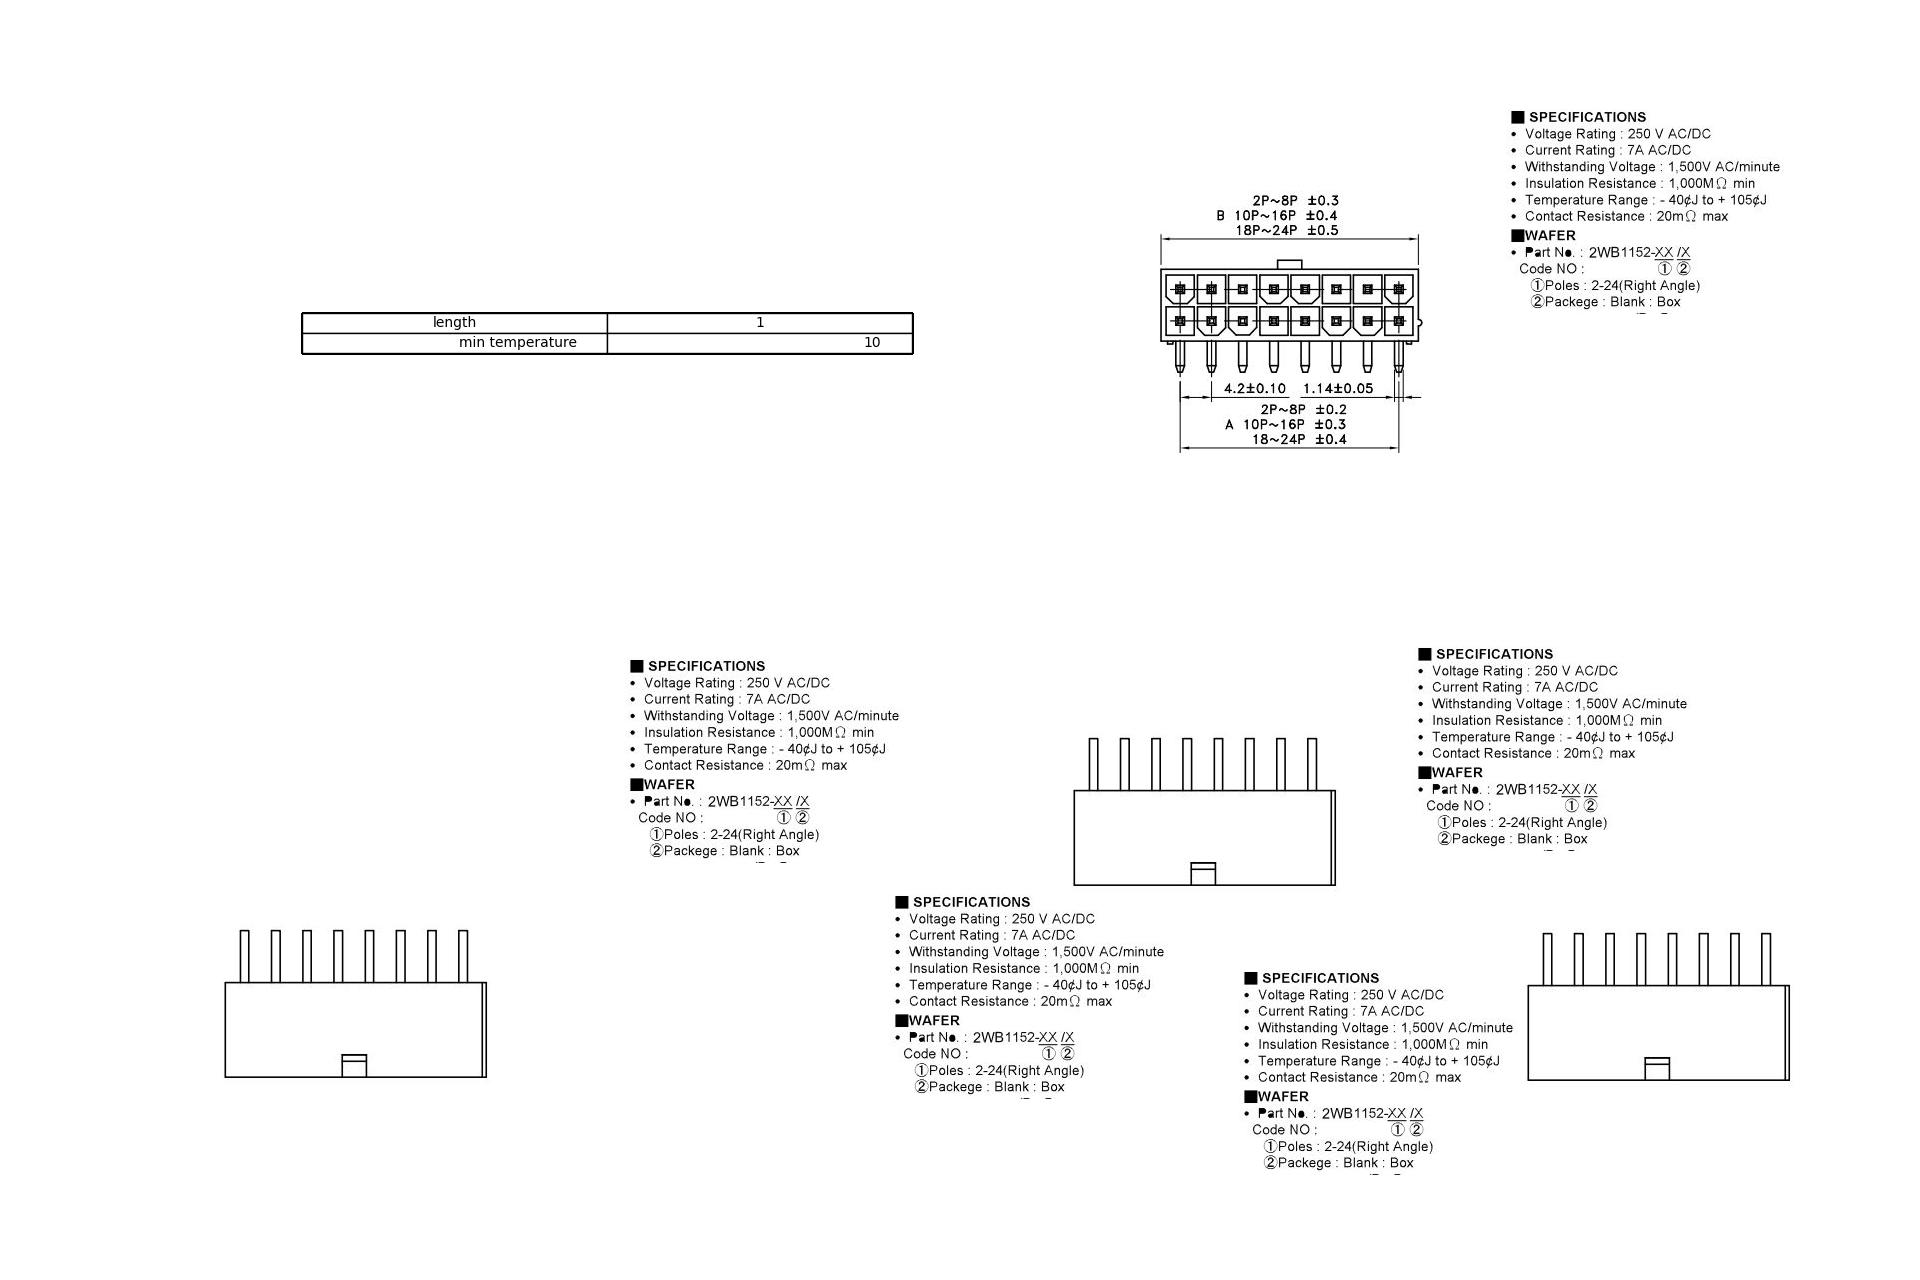 ■ SPECIFICATIONS
• Voltage Rating : 250 V AC/DC
• Current Rating : 7A AC/DC
• Withstanding Voltage : 1,500V AC/minute
• Insulation Resistance : 1,000MΩ min
• Temperature Range : - 40¢J to + 105¢J
• Contact Resistance : 20mΩ max
■WAFER
• Part No. : 2WB1152-XX /X
Code NO : ① ②
①Poles : 2-24(Right Angle)
②Packege : Blank : Box
2P~8P ±0.3
B 10P~16P ±0.4
18P~24P ±0.5
length 1
min temperature 10
4.2±0.10 1.14±0.05
2P~8P ±0.2
A 10P~16P ±0.3
18~24P ±0.4
■ SPECIFICATIONS
• Voltage Rating : 250 V AC/DC
• Current Rating : 7A AC/DC
• Withstanding Voltage : 1,500V AC/minute
• Insulation Resistance : 1,000MΩ min
• Temperature Range : - 40¢J to + 105¢J
• Contact Resistance : 20mΩ max
■WAFER
• Part No. : 2WB1152-XX /X
Code NO : ① ②
①Poles : 2-24(Right Angle)
②Packege : Blank : Box
■ SPECIFICATIONS
• Voltage Rating : 250 V AC/DC
• Current Rating : 7A AC/DC
• Withstanding Voltage : 1,500V AC/minute
• Insulation Resistance : 1,000MΩ min
• Temperature Range : - 40¢J to + 105¢J
• Contact Resistance : 20mΩ max
■WAFER
• Part No. : 2WB1152-XX /X
Code NO : ① ②
①Poles : 2-24(Right Angle)
②Packege : Blank : Box
■ SPECIFICATIONS
• Voltage Rating : 250 V AC/DC
• Current Rating : 7A AC/DC
• Withstanding Voltage : 1,500V AC/minute
• Insulation Resistance : 1,000MΩ min
• Temperature Range : - 40¢J to + 105¢J
• Contact Resistance : 20mΩ max
■WAFER
• Part No. : 2WB1152-XX /X
Code NO : ① ②
①Poles : 2-24(Right Angle)
②Packege : Blank : Box
■ SPECIFICATIONS
• Voltage Rating : 250 V AC/DC
• Current Rating : 7A AC/DC
• Withstanding Voltage : 1,500V AC/minute
• Insulation Resistance : 1,000MΩ min
• Temperature Range : - 40¢J to + 105¢J
• Contact Resistance : 20mΩ max
■WAFER
• Part No. : 2WB1152-XX /X
Code NO : ① ②
①Poles : 2-24(Right Angle)
②Packege : Blank : Box